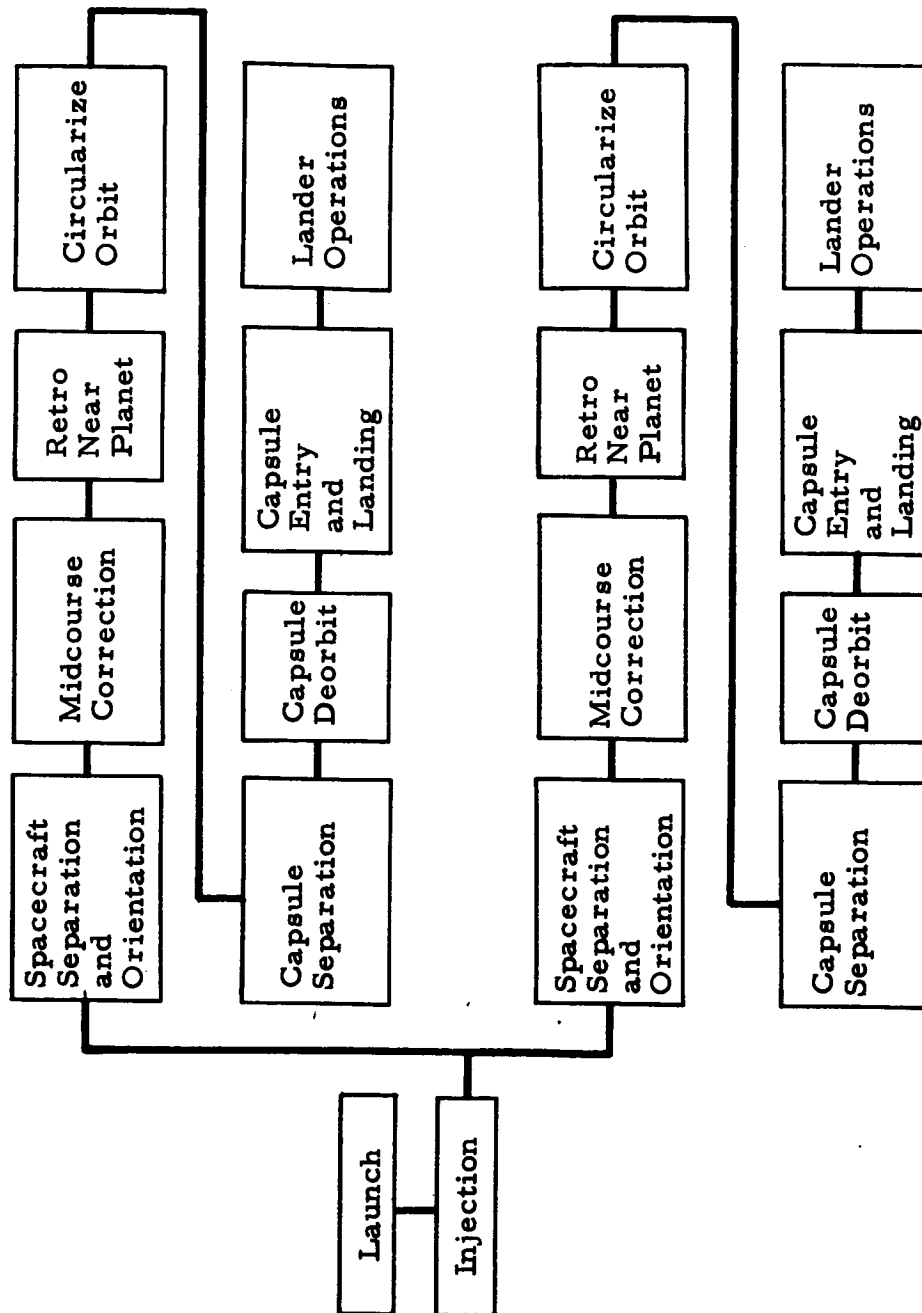 Launch
Injection
Spacecraft
Separation
and
Orientation
Midcourse
Correction
Retro
Near
Planet
Circularize
Orbit
Capsule
Separation
Capsule
Deorbit
Capsule
Entry
and
Landing
Lander
Operations
Spacecraft
Separation
and
Orientation
Midcourse
Correction
Retro
Near
Planet
Circularize
Orbit
Capsule
Separation
Capsule
Deorbit
Capsule
Entry
and
Landing
Lander
Operations